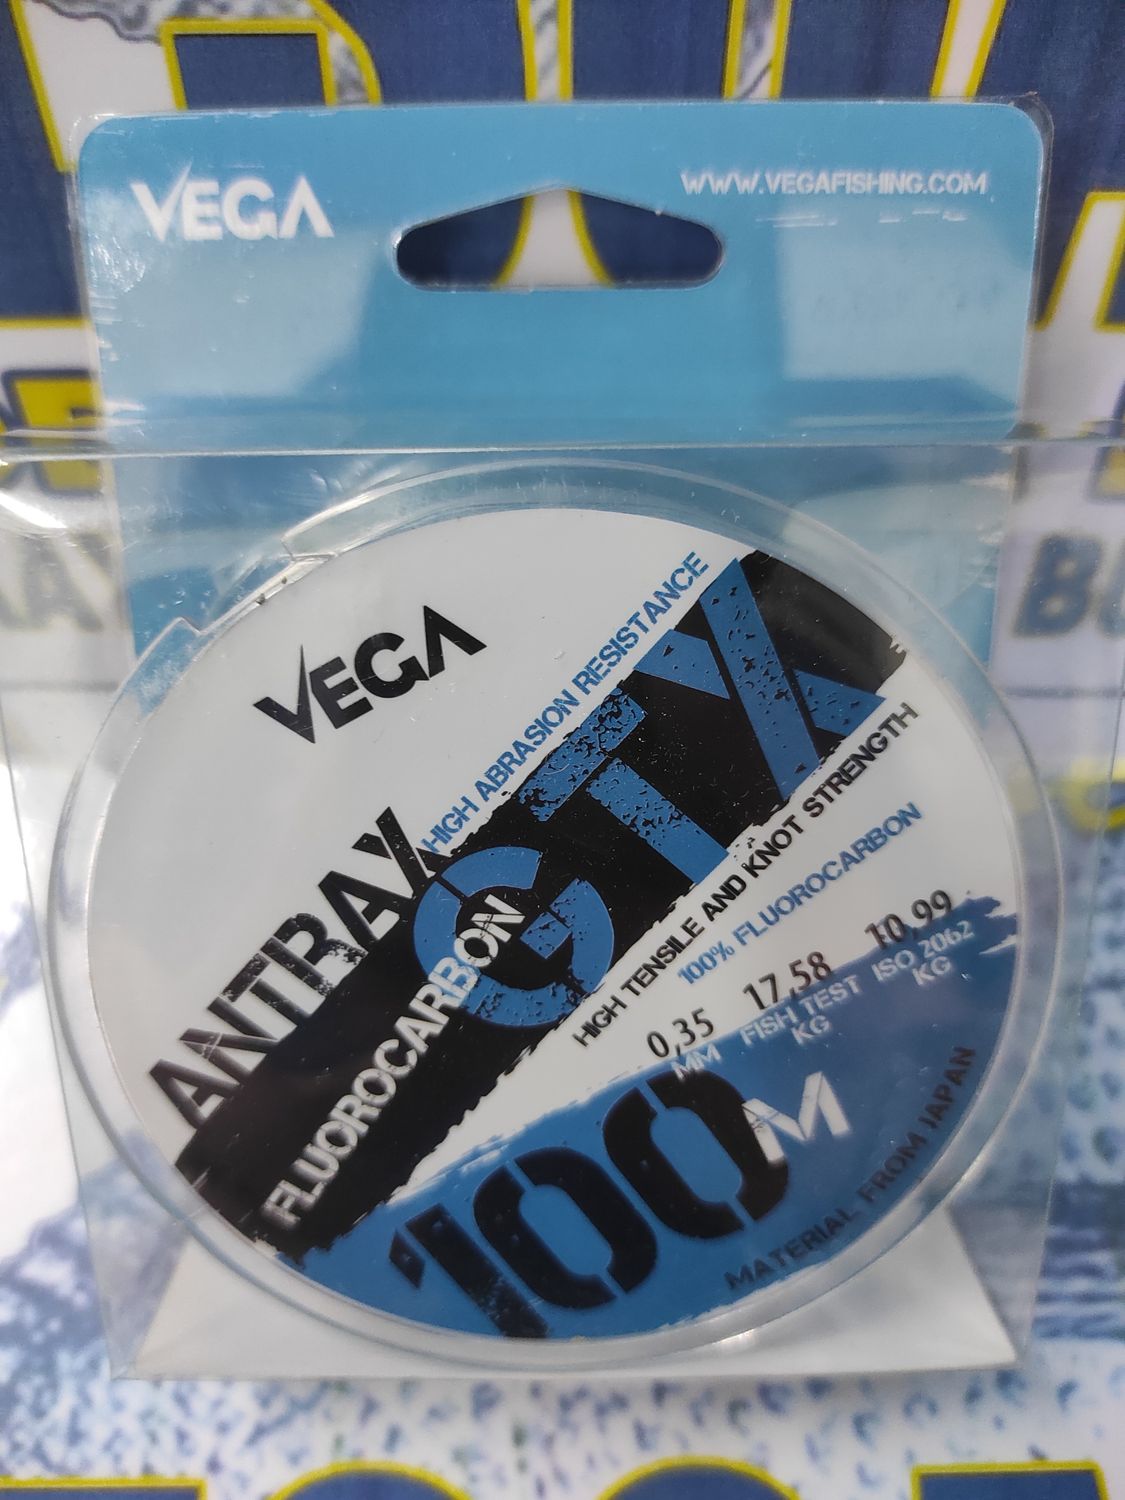 VEGA
WWW.VEGAFISHING.COM
VEGA
HIGH ABRASION RESISTANCE
ANTRAX
GTX
FLUOROCARBON
HIGH TENSILE AND KNOT STRENGTH
100% FLUOROCARBON
0,35 17,58 10,99
MM FISH TEST ISO 2062
KG KG
100M
MATERIAL FROM JAPAN